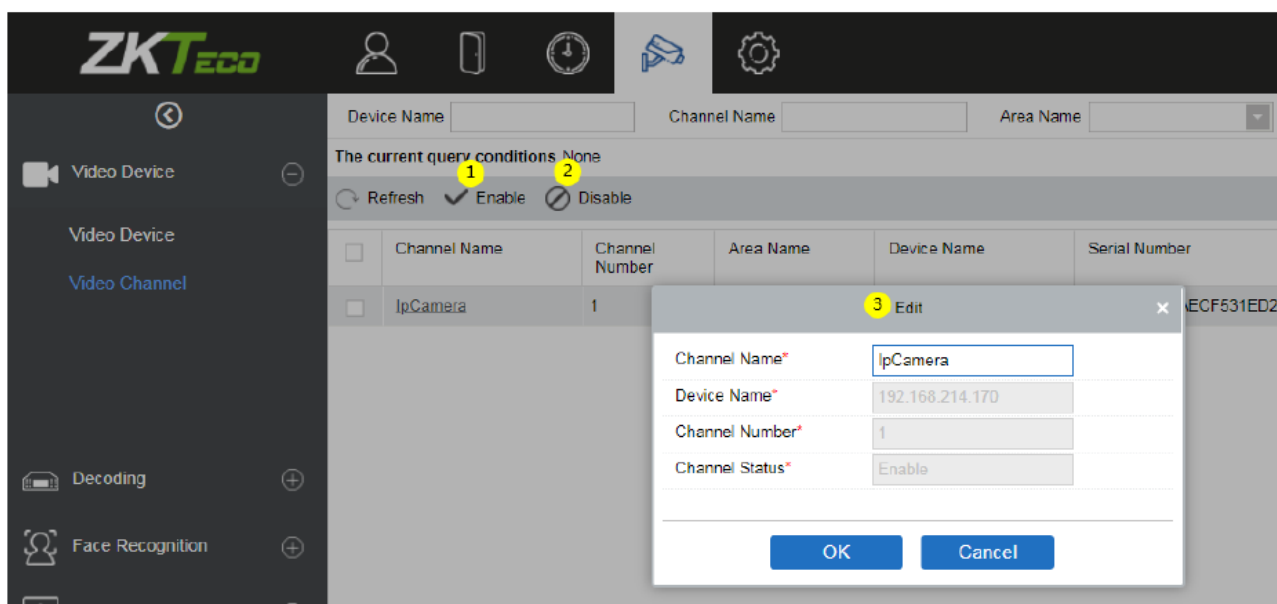 ZKTECO
Device Name Channel Name Area Name
The current query conditions None
1 2
Refresh Enable Disable
Video Device
Video Device
Video Channel
Decoding
Face Recognition
Channel Name Channel Number Area Name Device Name Serial Number
IpCamera 1 ECF531ED2
3 Edit
Channel Name* IpCamera
Device Name* 192.168.214.170
Channel Number* 1
Channel Status* Enable
OK Cancel